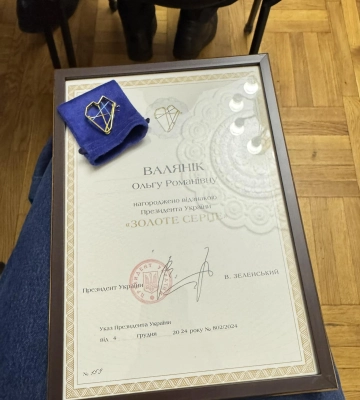 ВАЛЯНІК
ОЛЬГУ РОМАНІВНУ
нагороджено відзнакою
Президента України
«ЗОЛОТЕ СЕРЦЕ»
Президент України
В. ЗЕЛЕНСЬКИЙ
Указ Президента України
від 4 грудня 2024 року № 802/2024
№